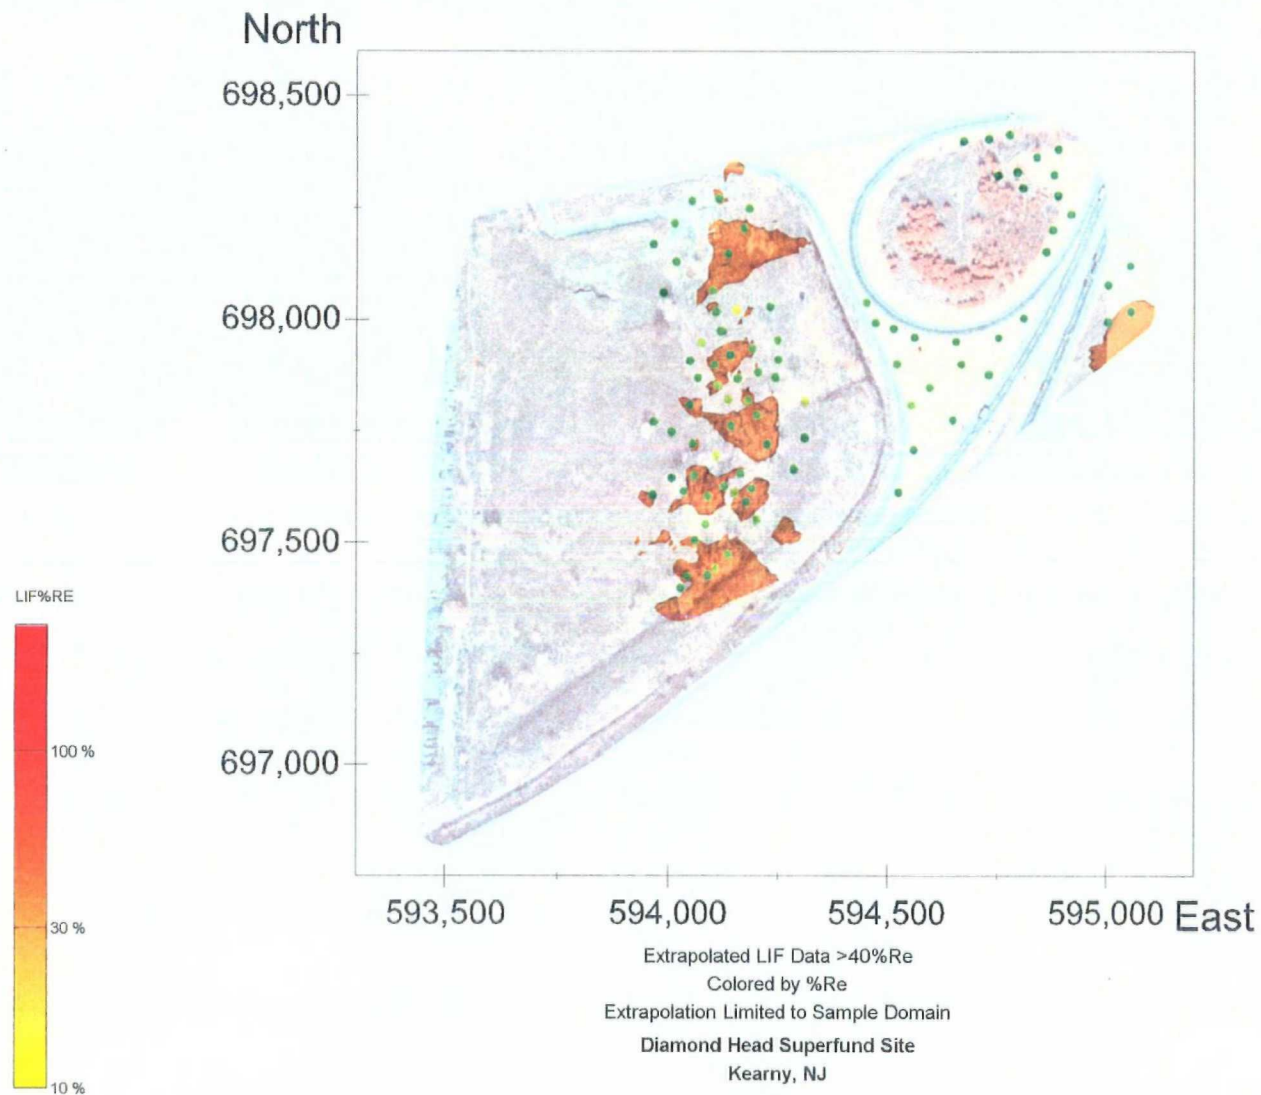 North
698,500
698,000
697,500
697,000
LIF%RE
100 %
30 %
10 %
593,500 594,000 594,500 595,000 East
Extrapolated LIF Data >40%Re
Colored by %Re
Extrapolation Limited to Sample Domain
Diamond Head Superfund Site
Kearny, NJ